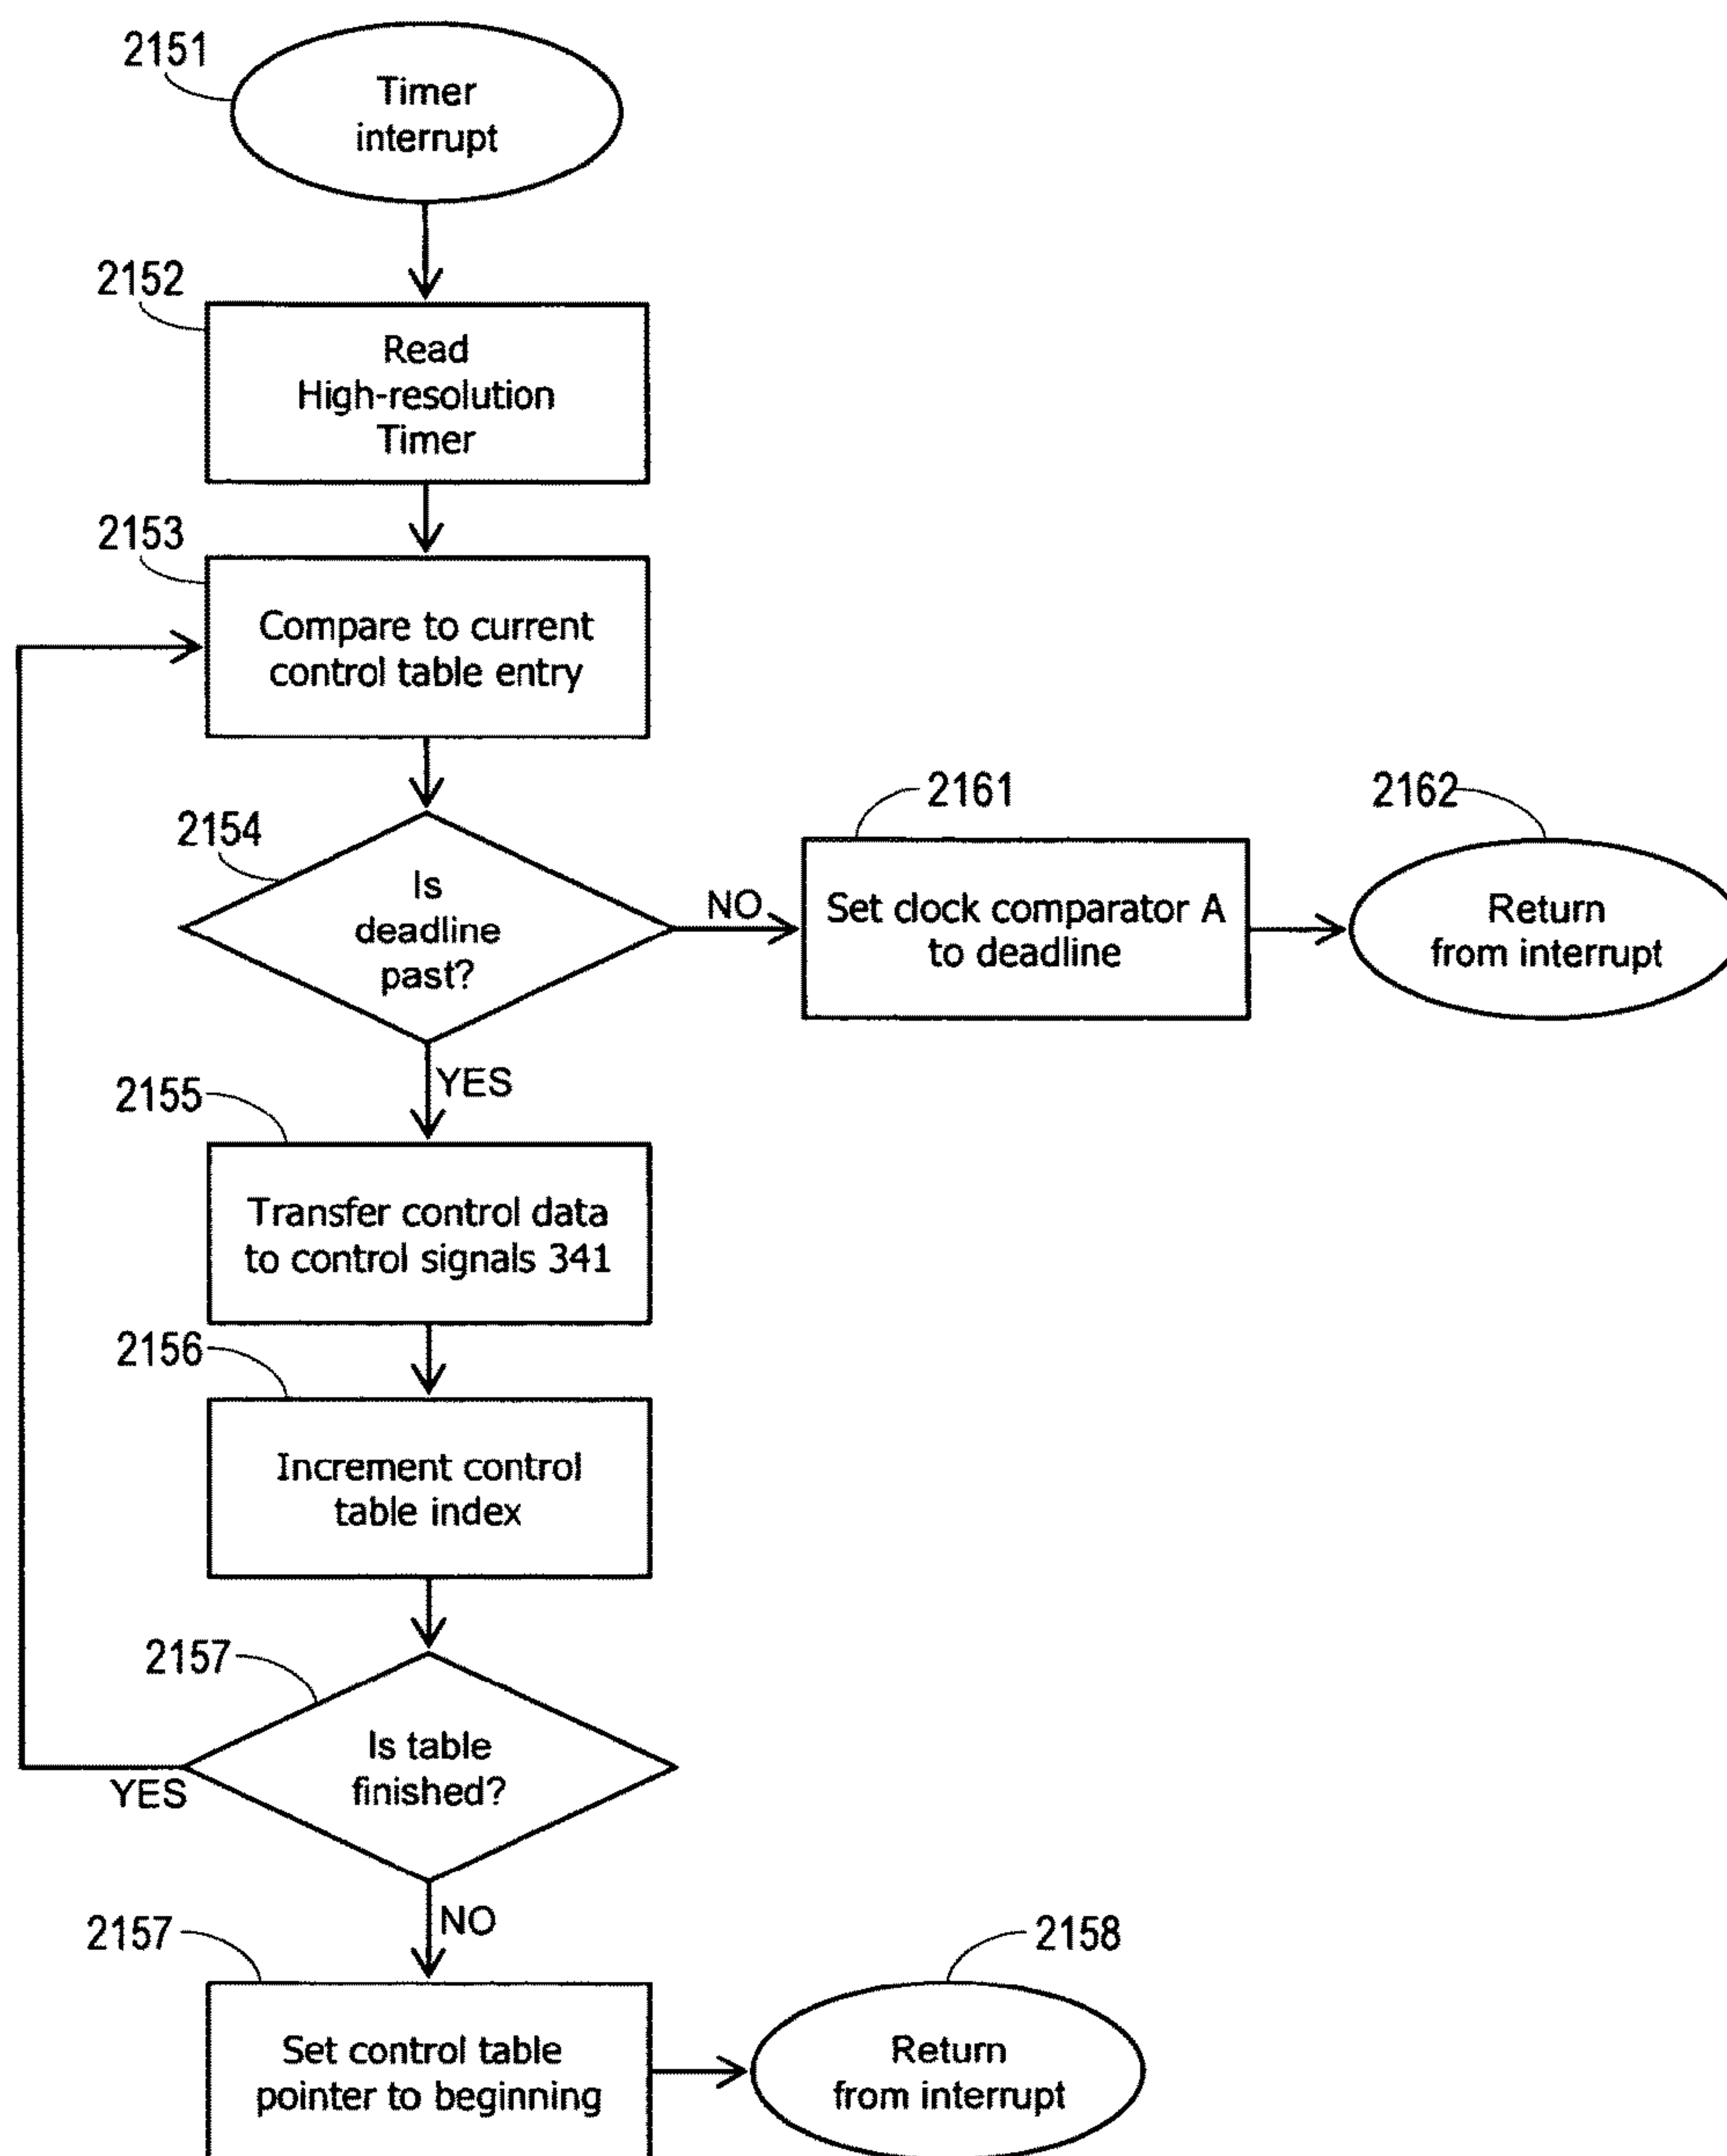 2151
Timer
interrupt
2152
Read
High-resolution
Timer
2153
Compare to current
control table entry
2154
Is
deadline
past?
NO
2161
Set clock comparator A
to deadline
2162
Return
from interrupt
YES
2155
Transfer control data
to control signals 341
2156
Increment control
table index
2157
Is table
finished?
YES
NO
2157
Set control table
pointer to beginning
2158
Return
from interrupt